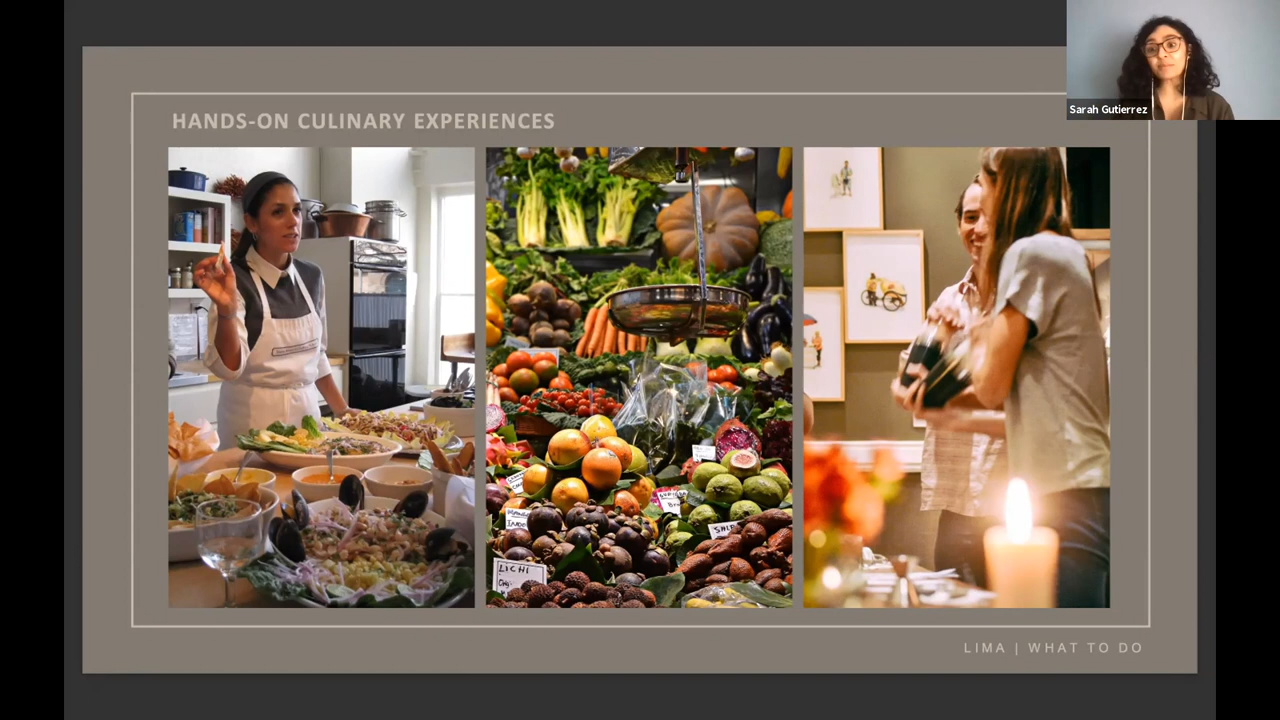 Sarah Gutierrez
HANDS-ON CULINARY EXPERIENCES
LICHI
LIMA | WHAT TO DO